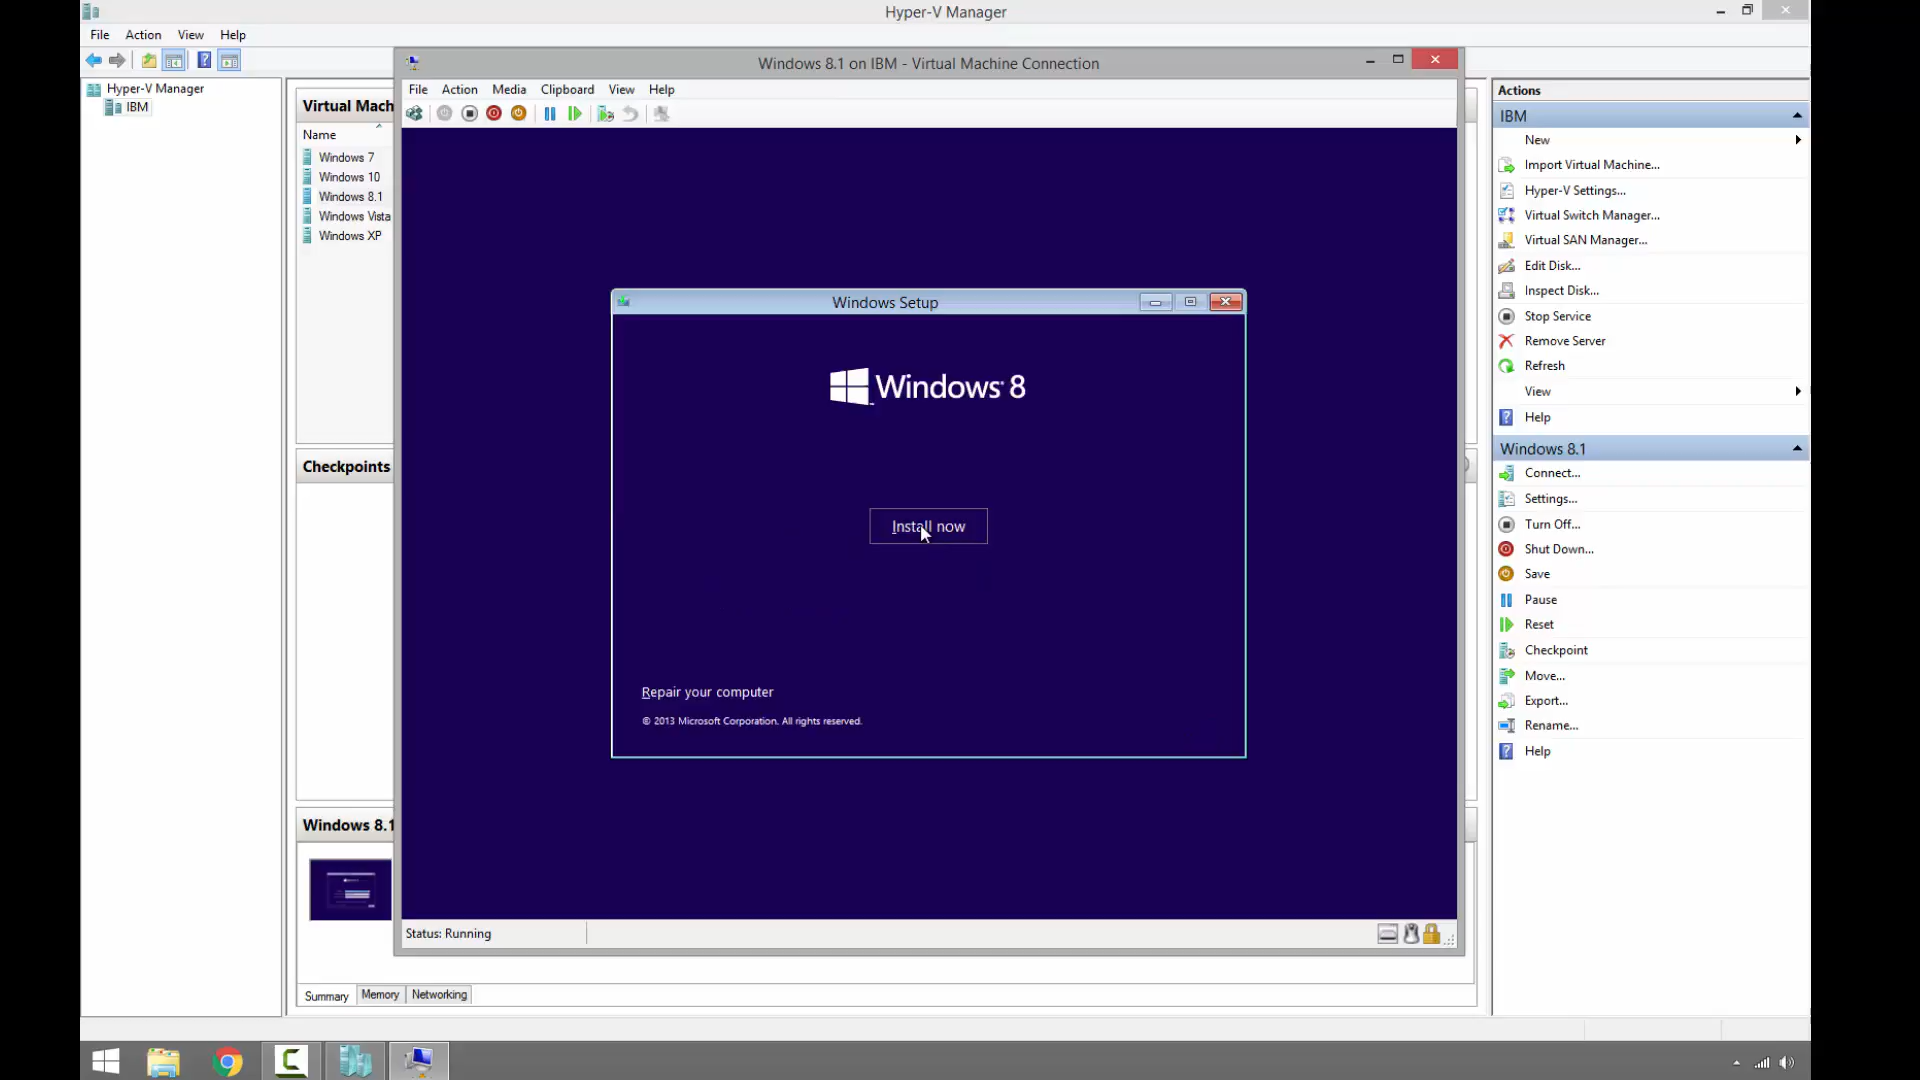 Hyper-V Manager
File Action View Help
Hyper-V Manager
IBM
Virtual Mach
Name
Windows 7
Windows 10
Windows 8.1
Windows Vista
Windows XP
Checkpoints
Windows 8.1
Summary Memory Networking
Windows 8.1 on IBM - Virtual Machine Connection
File Action Media Clipboard View Help
Windows Setup
Windows 8
Install now
Repair your computer
© 2013 Microsoft Corporation. All rights reserved.
Status: Running
Actions
IBM
New
Import Virtual Machine...
Hyper-V Settings...
Virtual Switch Manager...
Virtual SAN Manager...
Edit Disk...
Inspect Disk...
Stop Service
Remove Server
Refresh
View
Help
Windows 8.1
Connect...
Settings...
Turn Off...
Shut Down...
Save
Pause
Reset
Checkpoint
Move...
Export...
Rename...
Help